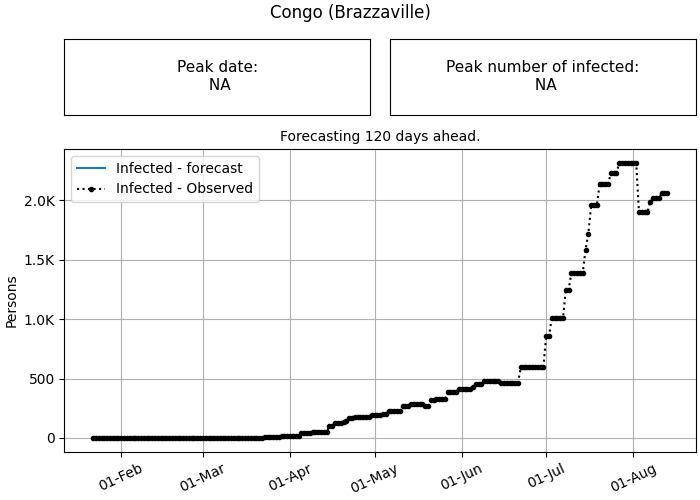 Congo (Brazzaville)
Peak date:
NA
Peak number of infected:
NA
Forecasting 120 days ahead.
Infected - forecast
Infected - Observed
Persons
2.0K
1.5K
1.0K
500
0
01-Feb
01-Mar
01-Apr
01-May
01-Jun
01-Jul
01-Aug